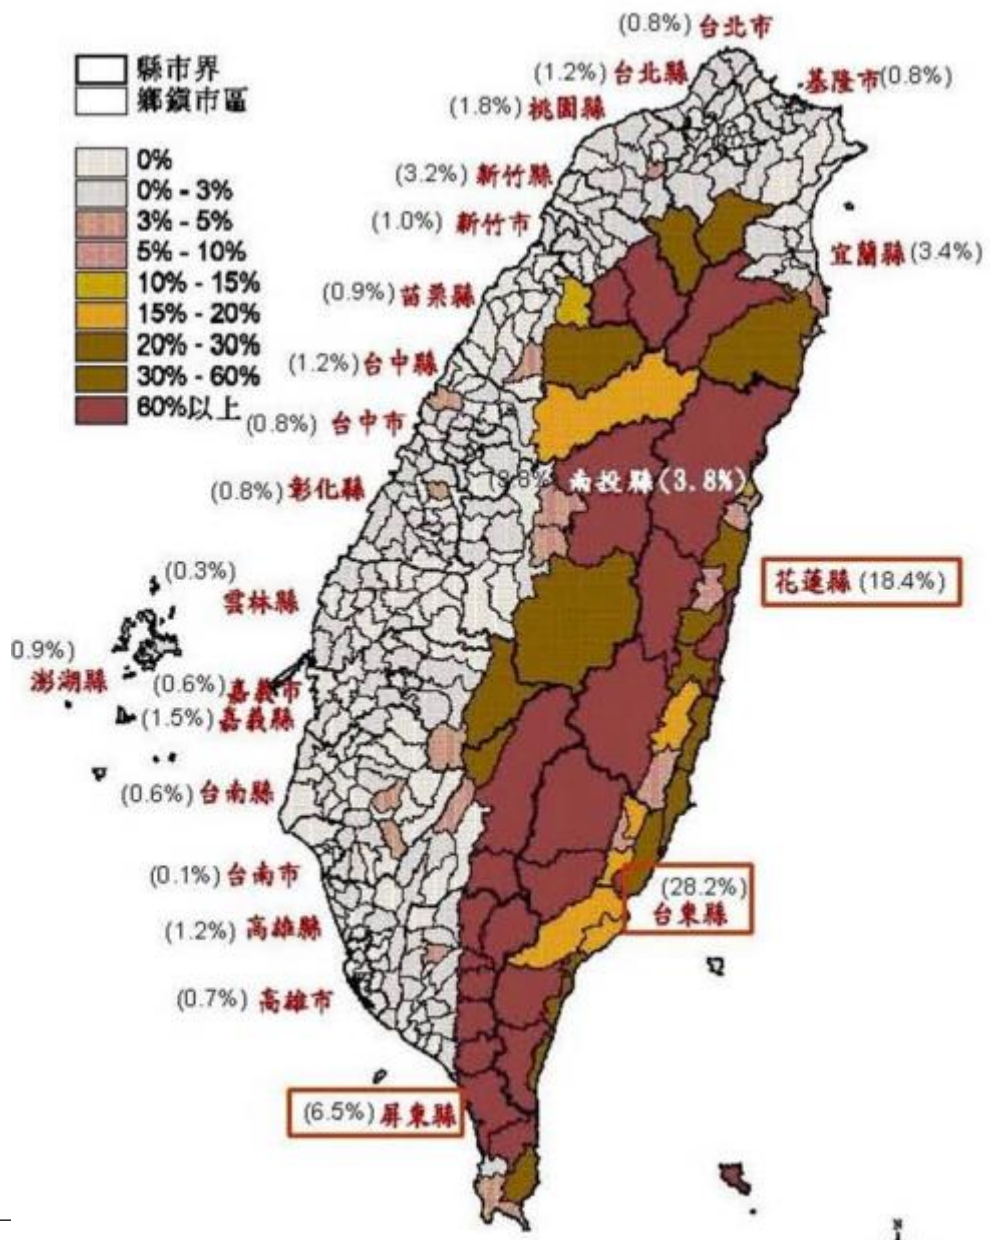 (0.8%) 台北市
(1.2%) 台北縣
基隆市(0.8%)
(1.8%) 桃園縣
(3.2%) 新竹縣
(1.0%) 新竹市
宜蘭縣(3.4%)
(0.9%) 苗栗縣
(1.2%) 台中縣
(0.8%) 台中市
(3.8%) 南投縣(3.8%)
(0.8%) 彰化縣
花蓮縣 (18.4%)
(0.3%)
雲林縣
0.9%)
澎湖縣
(0.6%) 嘉義市
(1.5%) 嘉義縣
(0.6%) 台南縣
(0.1%) 台南市
(28.2%)
台東縣
(1.2%) 高雄縣
(0.7%) 高雄市
(6.5%) 屏東縣
縣市界
鄉鎮市區
0%
0% - 3%
3% - 5%
5% - 10%
10% - 15%
15% - 20%
20% - 30%
30% - 60%
60%以上
N